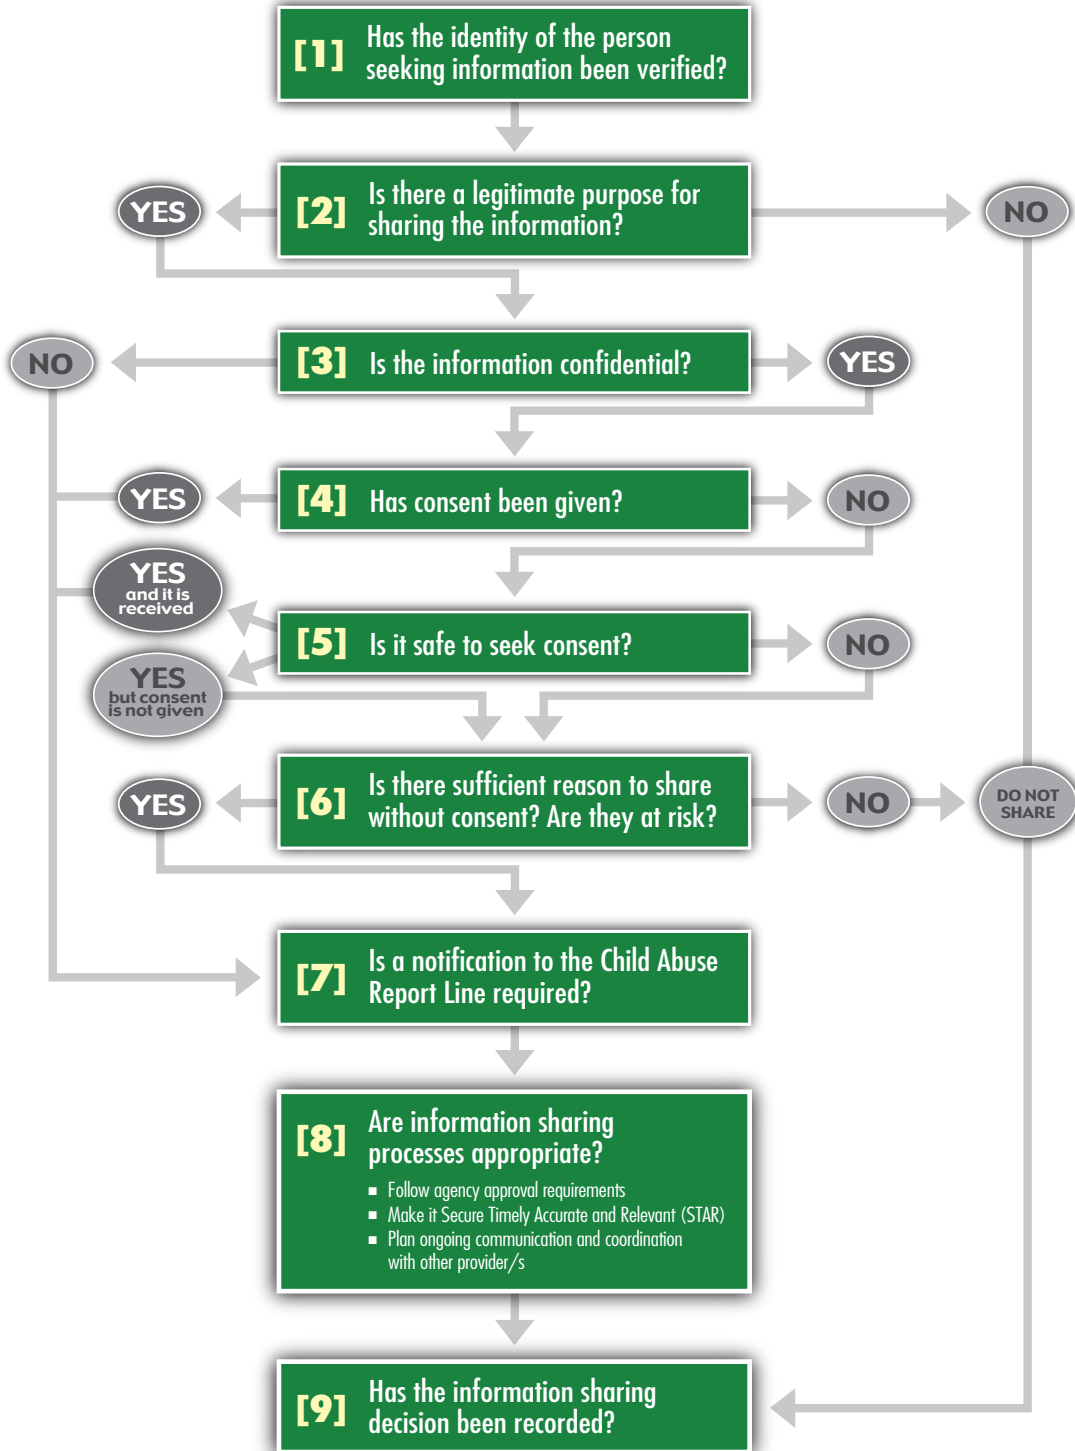 [1] Has the identity of the person
seeking information been verified?
[2] Is there a legitimate purpose for
sharing the information?
YES
NO
[3] Is the information confidential?
NO
YES
[4] Has consent been given?
YES
NO
YES
and it is
received
[5] Is it safe to seek consent?
NO
YES
but consent
is not given
[6] Is there sufficient reason to share
without consent? Are they at risk?
YES
NO
DO NOT
SHARE
[7] Is a notification to the Child Abuse
Report Line required?
[8] Are information sharing
processes appropriate?
▪ Follow agency approval requirements
▪ Make it Secure Timely Accurate and Relevant (STAR)
▪ Plan ongoing communication and coordination
with other provider/s
[9] Has the information sharing
decision been recorded?